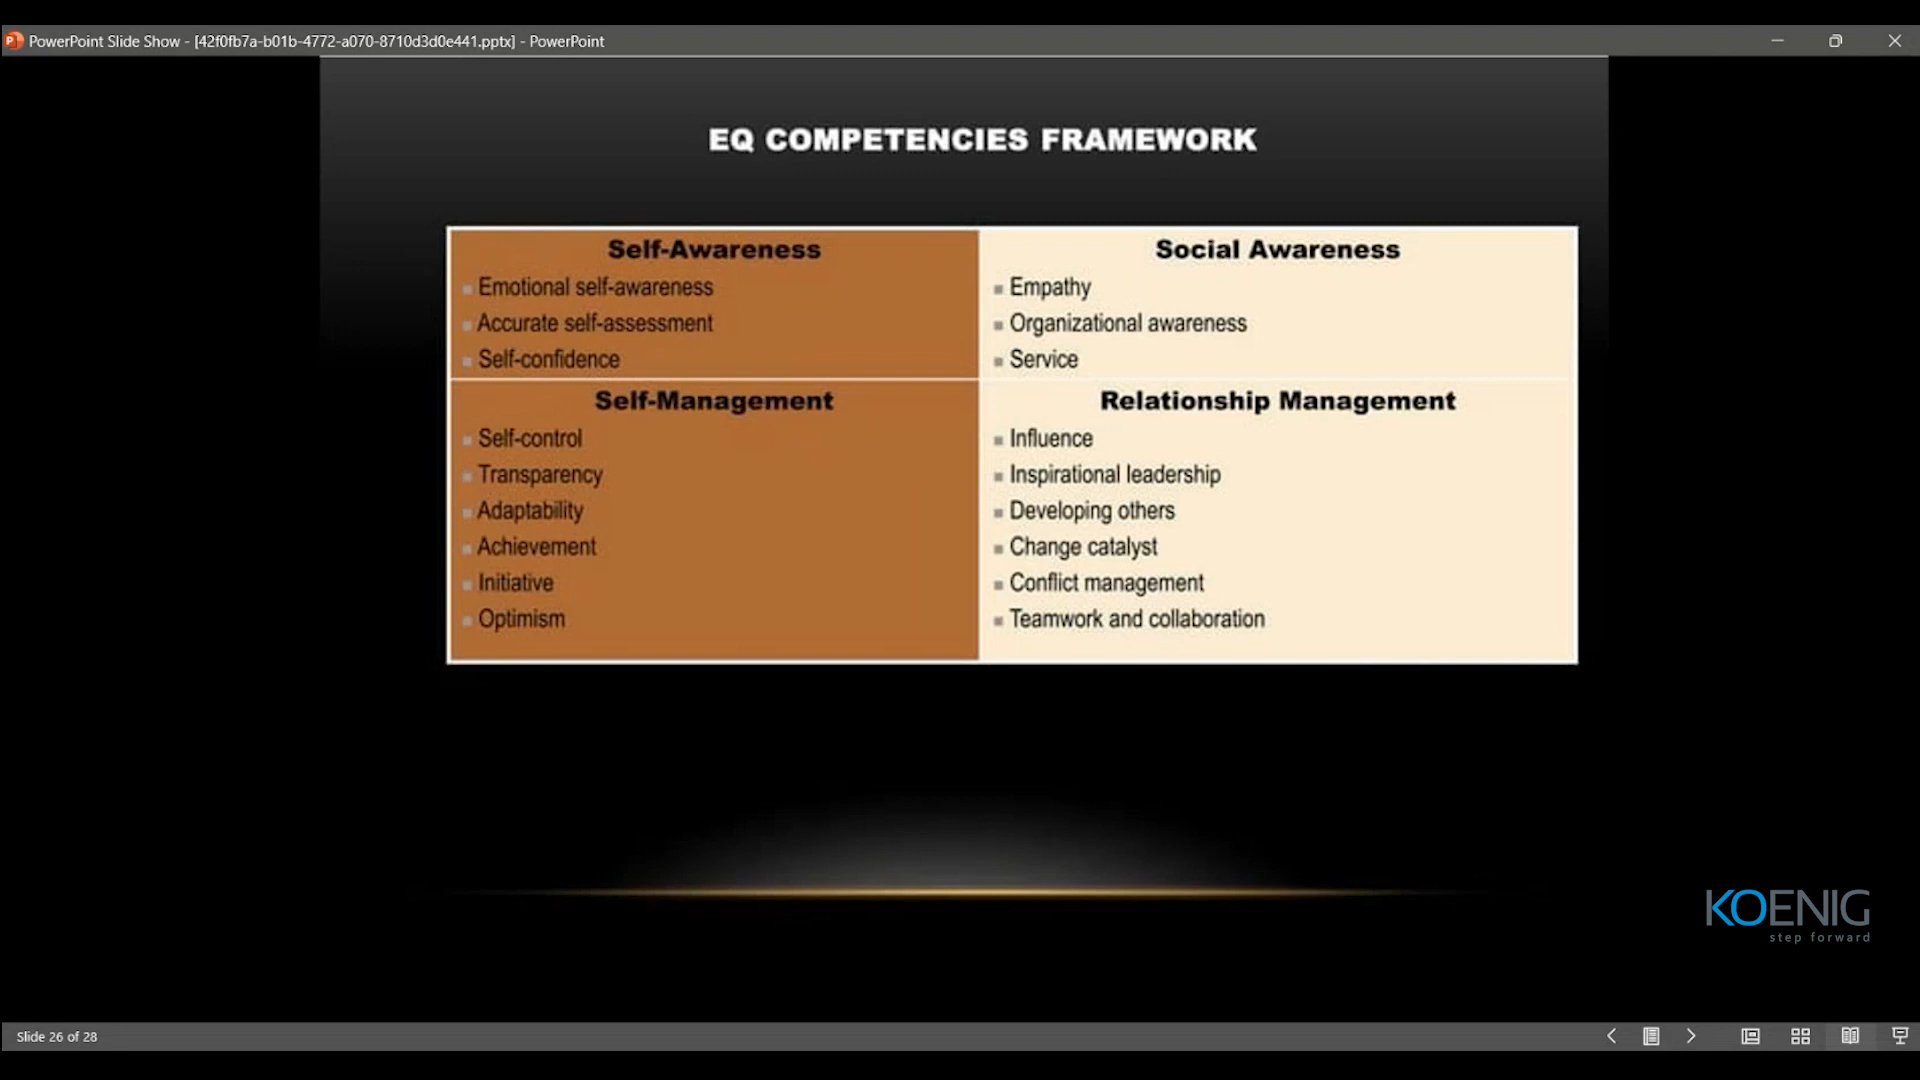 PowerPoint Slide Show - [42f0fb7a-b01b-4772-a070-8710d3d0e441.pptx] - PowerPoint
EQ COMPETENCIES FRAMEWORK
Self-Awareness
Emotional self-awareness
Accurate self-assessment
Self-confidence
Social Awareness
Empathy
Organizational awareness
Service
Self-Management
Self-control
Transparency
Adaptability
Achievement
Initiative
Optimism
Relationship Management
Influence
Inspirational leadership
Developing others
Change catalyst
Conflict management
Teamwork and collaboration
KOENIG
step forward
Slide 26 of 28